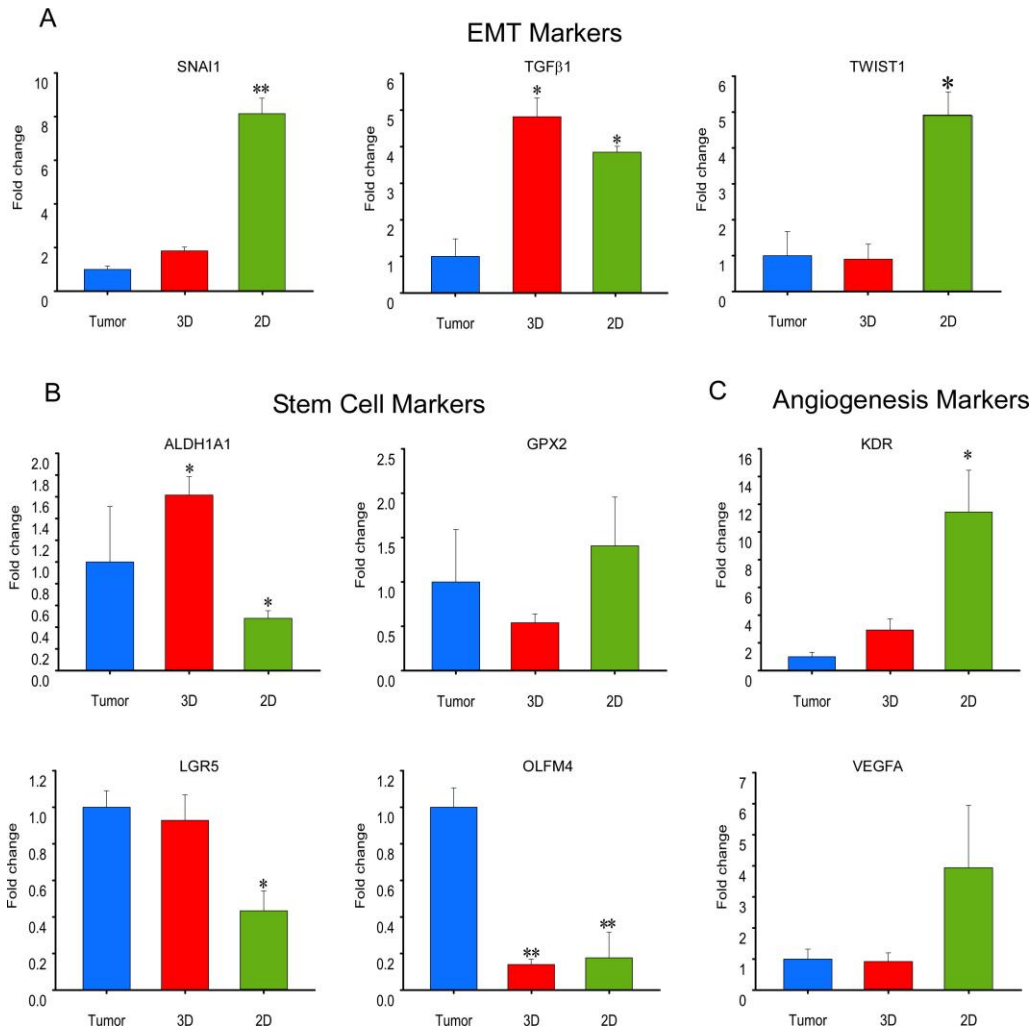 A
EMT Markers
SNAI1
Fold change
10
8
6
4
2
0
**
Tumor
3D
2D
TGFβ1
Fold change
6
5
4
3
2
1
0
*
*
Tumor
3D
2D
TWIST1
Fold change
6
5
4
3
2
1
0
*
Tumor
3D
2D
B
Stem Cell Markers
ALDH1A1
Fold change
2.0
1.8
1.6
1.4
1.2
1.0
0.8
0.6
0.4
0.2
0.0
*
*
Tumor
3D
2D
GPX2
Fold change
2.5
2.0
1.5
1.0
0.5
0.0
Tumor
3D
2D
C
Angiogenesis Markers
KDR
Fold change
16
14
12
10
8
6
4
2
0
*
Tumor
3D
2D
LGR5
Fold change
1.2
1.0
0.8
0.6
0.4
0.2
0.0
*
Tumor
3D
2D
OLFM4
Fold change
1.2
1.0
0.8
0.6
0.4
0.2
0.0
**
**
Tumor
3D
2D
VEGFA
Fold change
7
6
5
4
3
2
1
0
Tumor
3D
2D